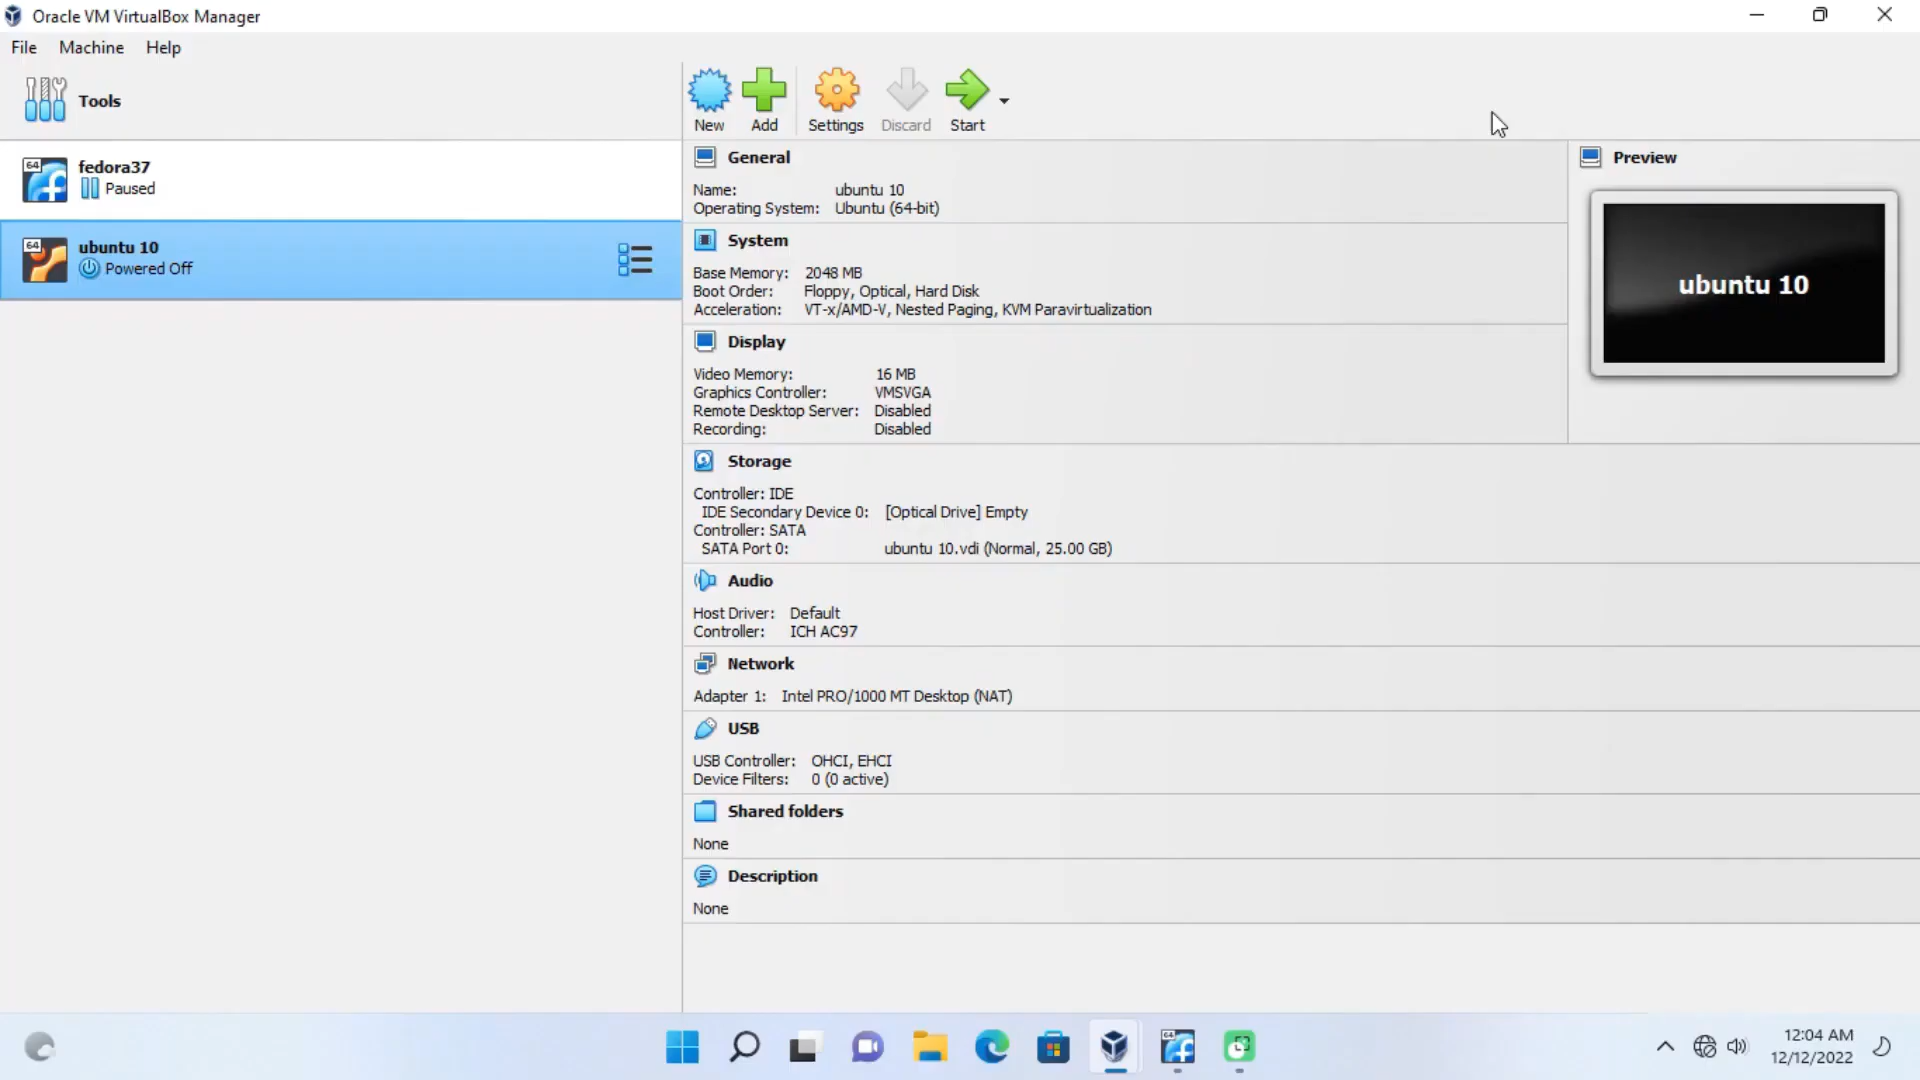 Oracle VM VirtualBox Manager
File Machine Help
Tools
New Add Settings Discard Start
64
fedora37
Paused
64
ubuntu 10
Powered Off
General
Name: ubuntu 10
Operating System: Ubuntu (64-bit)
System
Base Memory: 2048 MB
Boot Order: Floppy, Optical, Hard Disk
Acceleration: VT-x/AMD-V, Nested Paging, KVM Paravirtualization
Display
Video Memory: 16 MB
Graphics Controller: VMSVGA
Remote Desktop Server: Disabled
Recording: Disabled
Preview
ubuntu 10
Storage
Controller: IDE
IDE Secondary Device 0: [Optical Drive] Empty
Controller: SATA
SATA Port 0: ubuntu 10.vdi (Normal, 25.00 GB)
Audio
Host Driver: Default
Controller: ICH AC97
Network
Adapter 1: Intel PRO/1000 MT Desktop (NAT)
USB
USB Controller: OHCI, EHCI
Device Filters: 0 (0 active)
Shared folders
None
Description
None
64
12:04 AM
12/12/2022